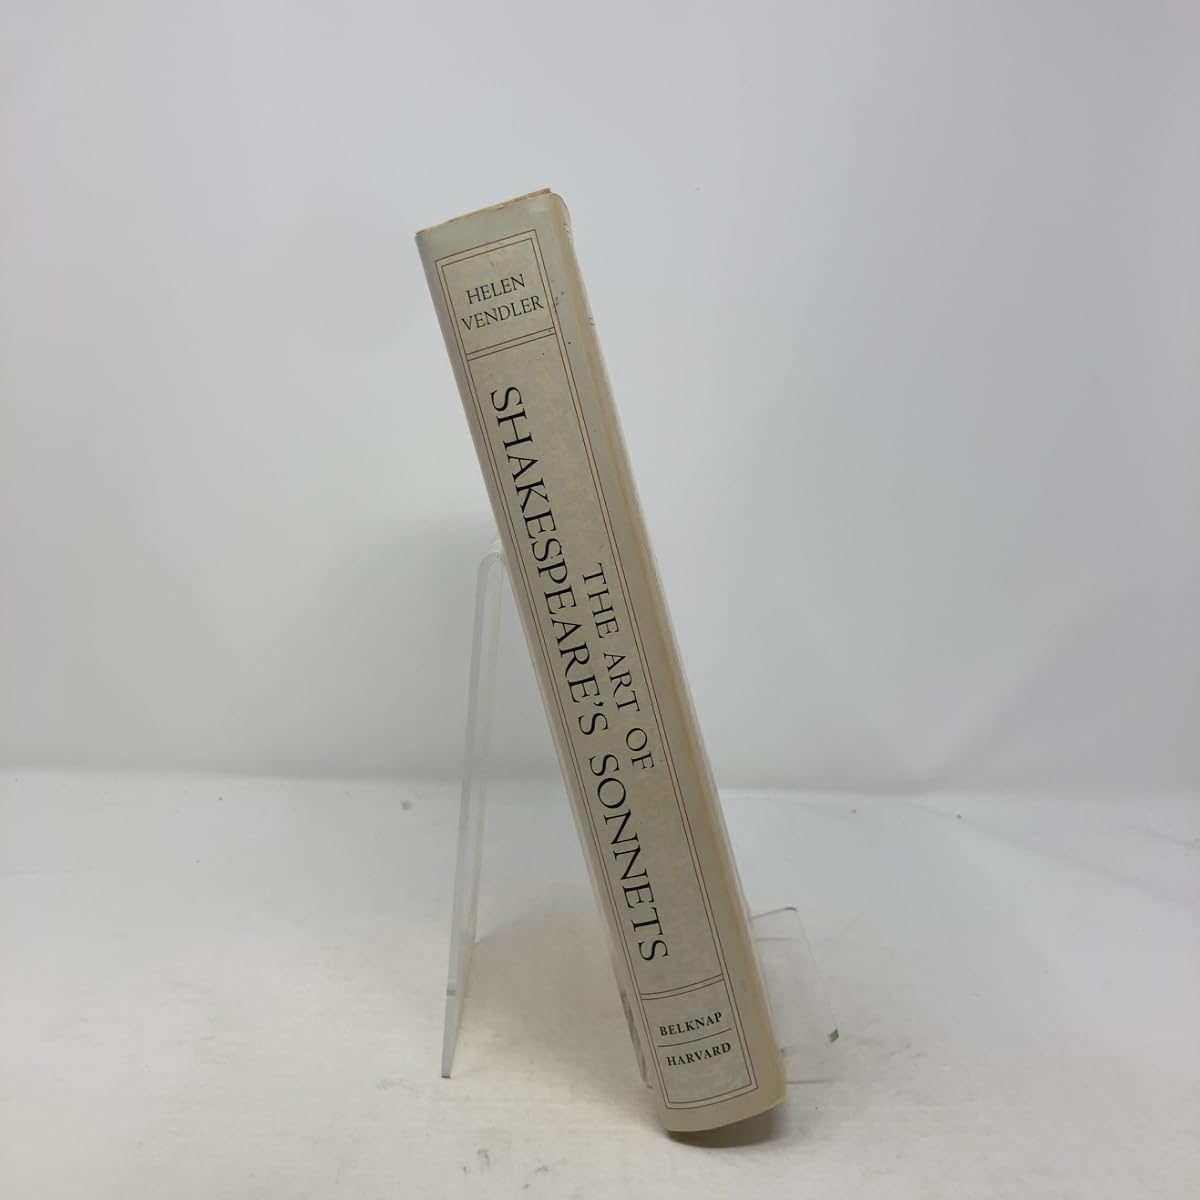 HELEN
VENDLER
THE ART OF
SHAKESPEARE'S SONNETS
BELKNAP
HARVARD